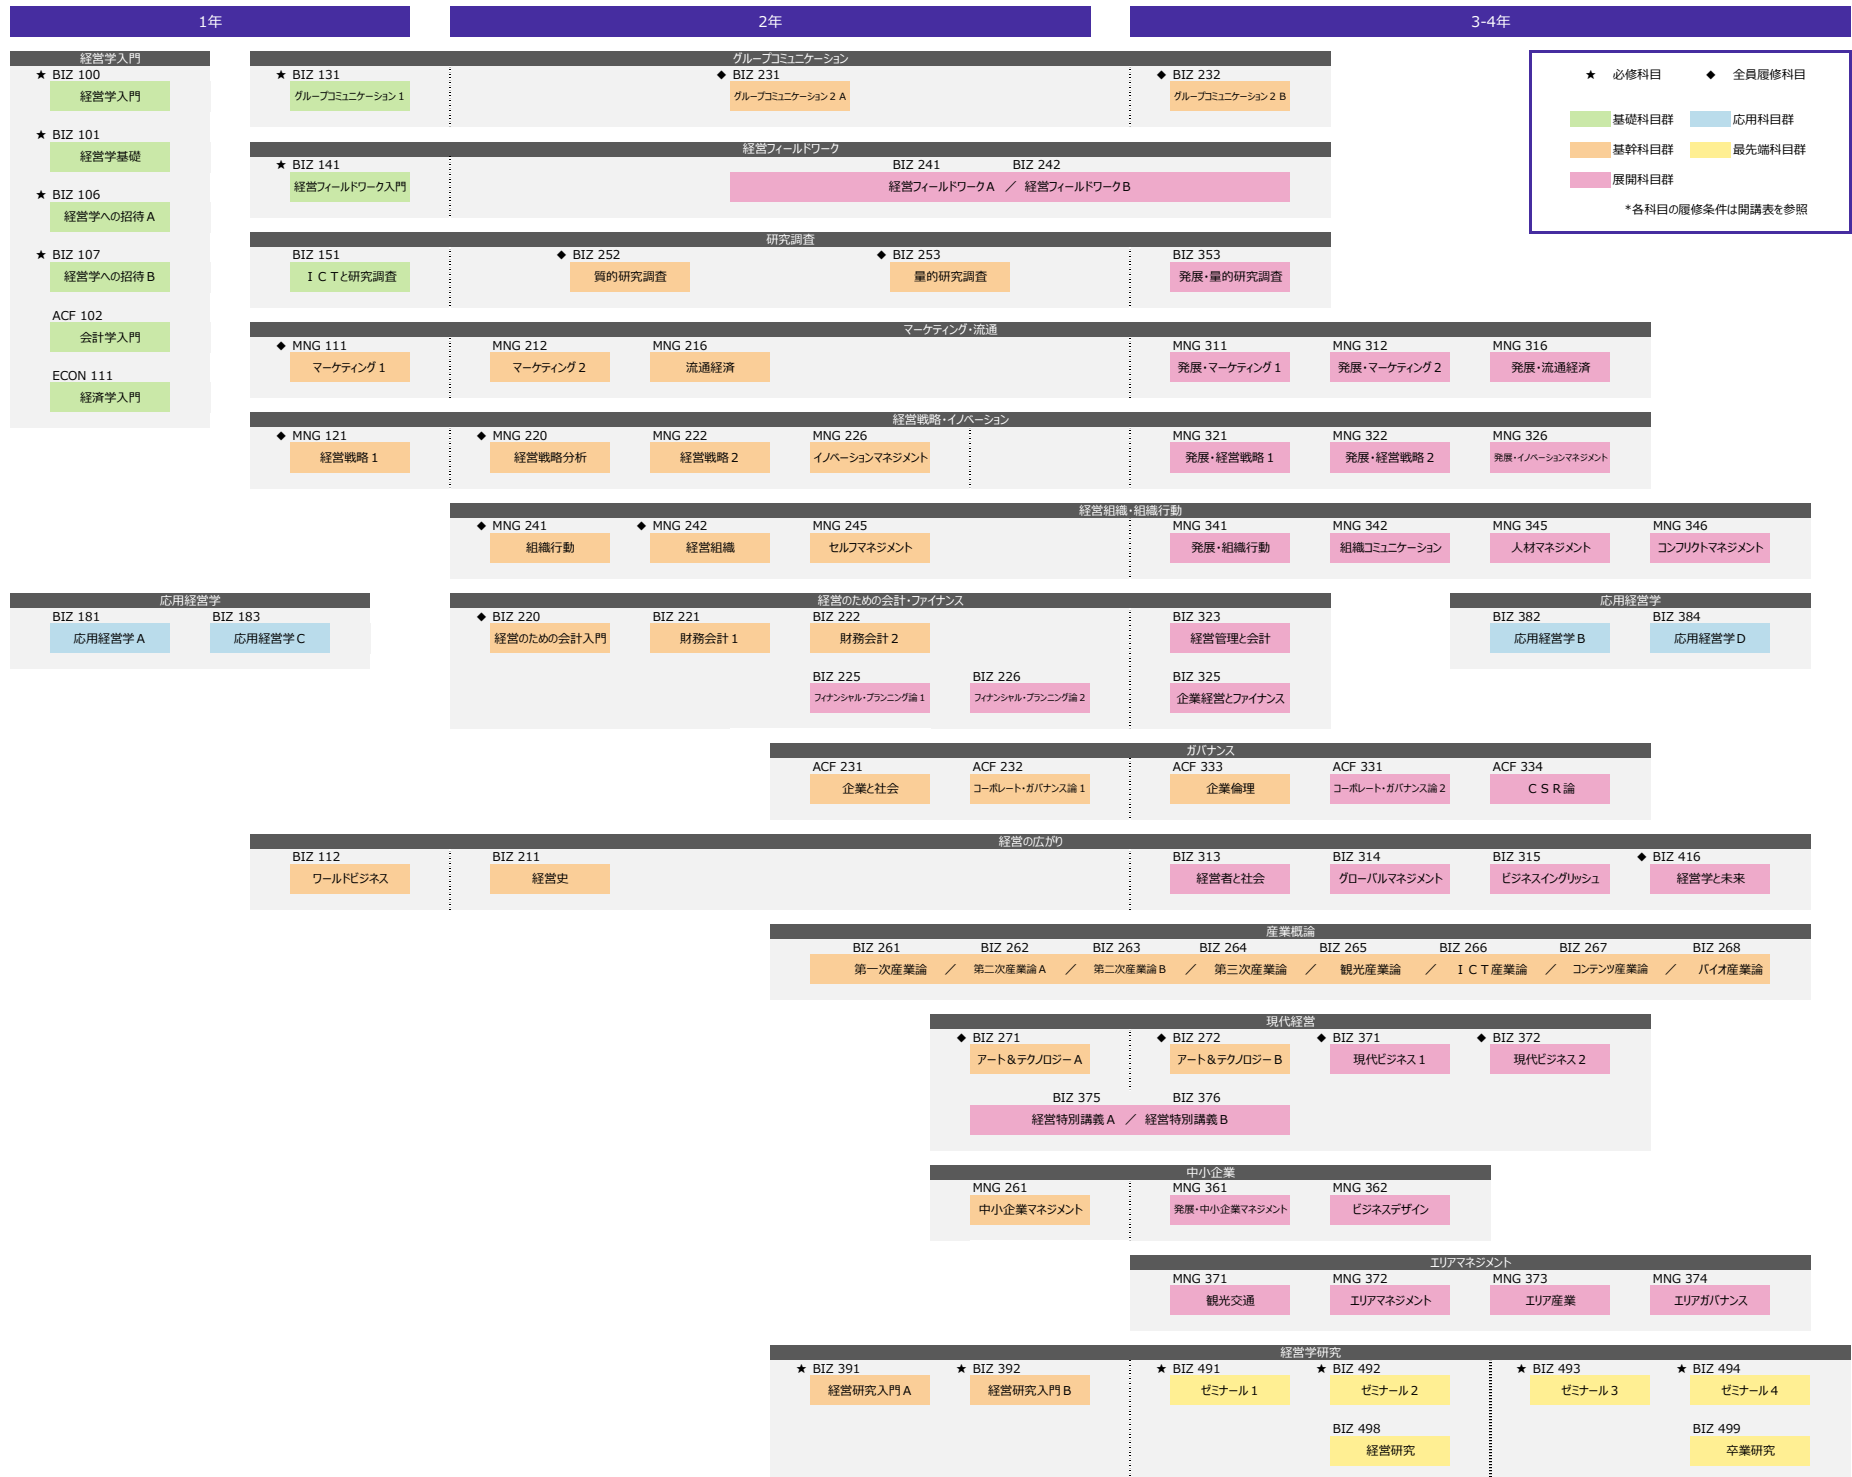 1年
2年
3-4年
★ 必修科目 ◆ 全員履修科目
基礎科目群 応用科目群
基幹科目群 最先端科目群
展開科目群
*各科目の履修条件は開講表を参照
経営学入門
★ BIZ 100
経営学入門
★ BIZ 101
経営学基礎
★ BIZ 106
経営学への招待A
★ BIZ 107
経営学への招待B
ACF 102
会計学入門
ECON 111
経済学入門
グループコミュニケーション
★ BIZ 131 ◆ BIZ 231 ◆ BIZ 232
グループコミュニケーション1 グループコミュニケーション2A グループコミュニケーション2B
経営フィールドワーク
★ BIZ 141 BIZ 241 BIZ 242
経営フィールドワーク入門 経営フィールドワークA ／ 経営フィールドワークB
研究調査
BIZ 151 ◆ BIZ 252 ◆ BIZ 253 BIZ 353
ICTと研究調査 質的研究調査 量的研究調査 発展・量的研究調査
マーケティング・流通
◆ MNG 111 MNG 212 MNG 216 MNG 311 MNG 312 MNG 316
マーケティング1 マーケティング2 流通経済 発展・マーケティング1 発展・マーケティング2 発展・流通経済
経営戦略・イノベーション
◆ MNG 121 ◆ MNG 220 MNG 222 MNG 226 MNG 321 MNG 322 MNG 326
経営戦略1 経営戦略分析 経営戦略2 イノベーションマネジメント 発展・経営戦略1 発展・経営戦略2 発展・イノベーションマネジメント
経営組織・組織行動
◆ MNG 241 ◆ MNG 242 MNG 245 MNG 341 MNG 342 MNG 345 MNG 346
組織行動 経営組織 セルフマネジメント 発展・組織行動 組織コミュニケーション 人材マネジメント コンフリクトマネジメント
応用経営学
BIZ 181 BIZ 183
応用経営学A 応用経営学C
経営のための会計・ファイナンス
◆ BIZ 220 BIZ 221 BIZ 222 BIZ 323
経営のための会計入門 財務会計1 財務会計2 経営管理と会計
BIZ 225 BIZ 226 BIZ 325
フィナンシャル・プランニング論1 フィナンシャル・プランニング論2 企業経営とファイナンス
応用経営学
BIZ 382 BIZ 384
応用経営学B 応用経営学D
ガバナンス
ACF 231 ACF 232 ACF 333 ACF 331 ACF 334
企業と社会 コーポレート・ガバナンス論1 企業倫理 コーポレート・ガバナンス論2 CSR論
経営の広がり
BIZ 112 BIZ 211 BIZ 313 BIZ 314 BIZ 315 ◆ BIZ 416
ワールドビジネス 経営史 経営者と社会 グローバルマネジメント ビジネスイングリッシュ 経営学と未来
産業概論
BIZ 261 BIZ 262 BIZ 263 BIZ 264 BIZ 265 BIZ 266 BIZ 267 BIZ 268
第一次産業論 ／ 第二次産業論A ／ 第二次産業論B ／ 第三次産業論 ／ 観光産業論 ／ ICT産業論 ／ コンテンツ産業論 ／ バイオ産業論
現代経営
◆ BIZ 271 ◆ BIZ 272 ◆ BIZ 371 ◆ BIZ 372
アート&テクノロジーA アート&テクノロジーB 現代ビジネス1 現代ビジネス2
BIZ 375 BIZ 376
経営特別講義A ／ 経営特別講義B
中小企業
MNG 261 MNG 361 MNG 362
中小企業マネジメント 発展・中小企業マネジメント ビジネスデザイン
エリアマネジメント
MNG 371 MNG 372 MNG 373 MNG 374
観光交通 エリアマネジメント エリア産業 エリアガバナンス
経営学研究
★ BIZ 391 ★ BIZ 392 ★ BIZ 491 ★ BIZ 492 ★ BIZ 493 ★ BIZ 494
経営研究入門A 経営研究入門B ゼミナール1 ゼミナール2 ゼミナール3 ゼミナール4
BIZ 498 BIZ 499
経営研究 卒業研究